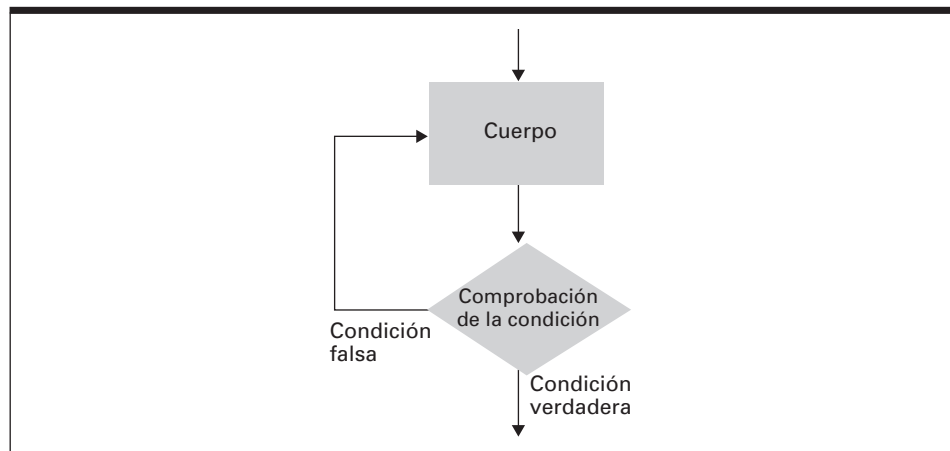 Cuerpo
Comprobación
de la condición
Condición
falsa
Condición
verdadera